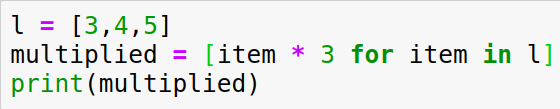 l = [3,4,5]
multiplied = [item * 3 for item in l]
print(multiplied)